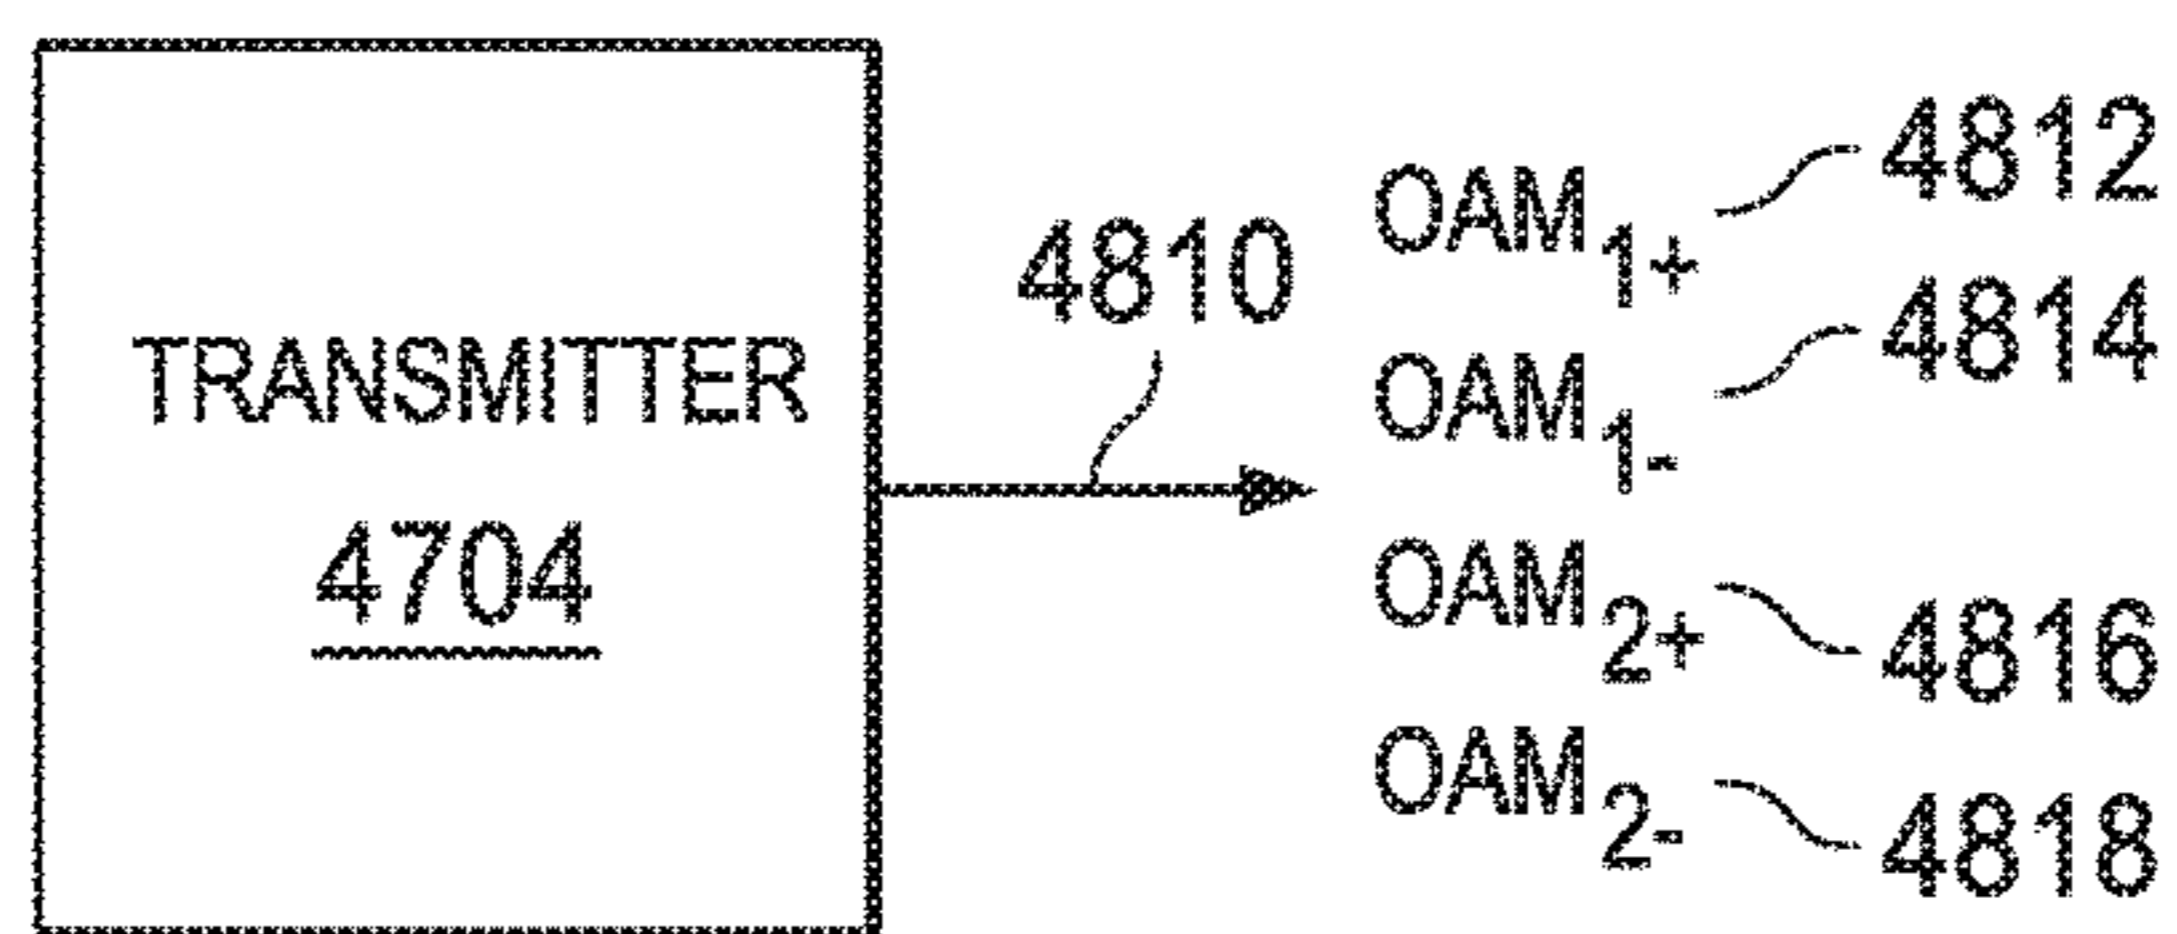 TRANSMITTER
4704
4810
OAM1+ 4812
OAM1- 4814
OAM2+ 4816
OAM2- 4818